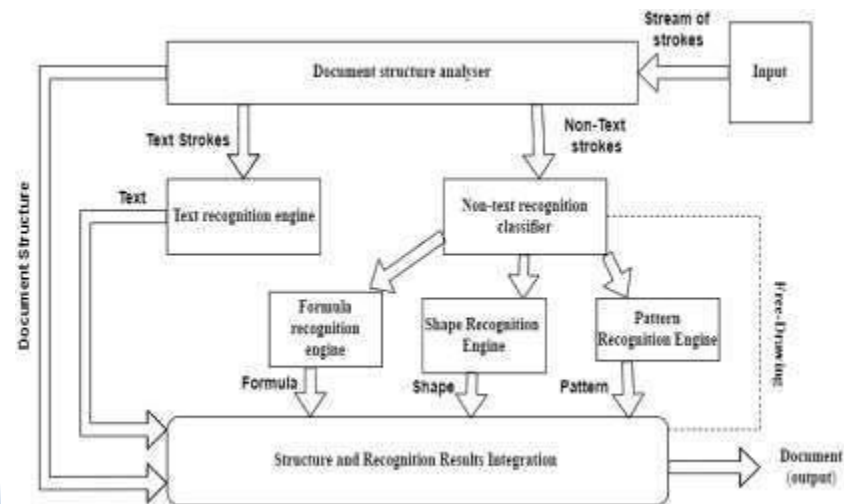 Stream of
strokes
Document structure analyser
Input
Text Strokes
Non-Text
strokes
Document Structure
Text
Text recognition engine
Non-text recognition
classifier
Formula
recognition
engine
Shape Recognition
Engine
Pattern
Recognition Engine
Free-Drawing
Formula
Shape
Pattern
Structure and Recognition Results Integration
Document
(output)